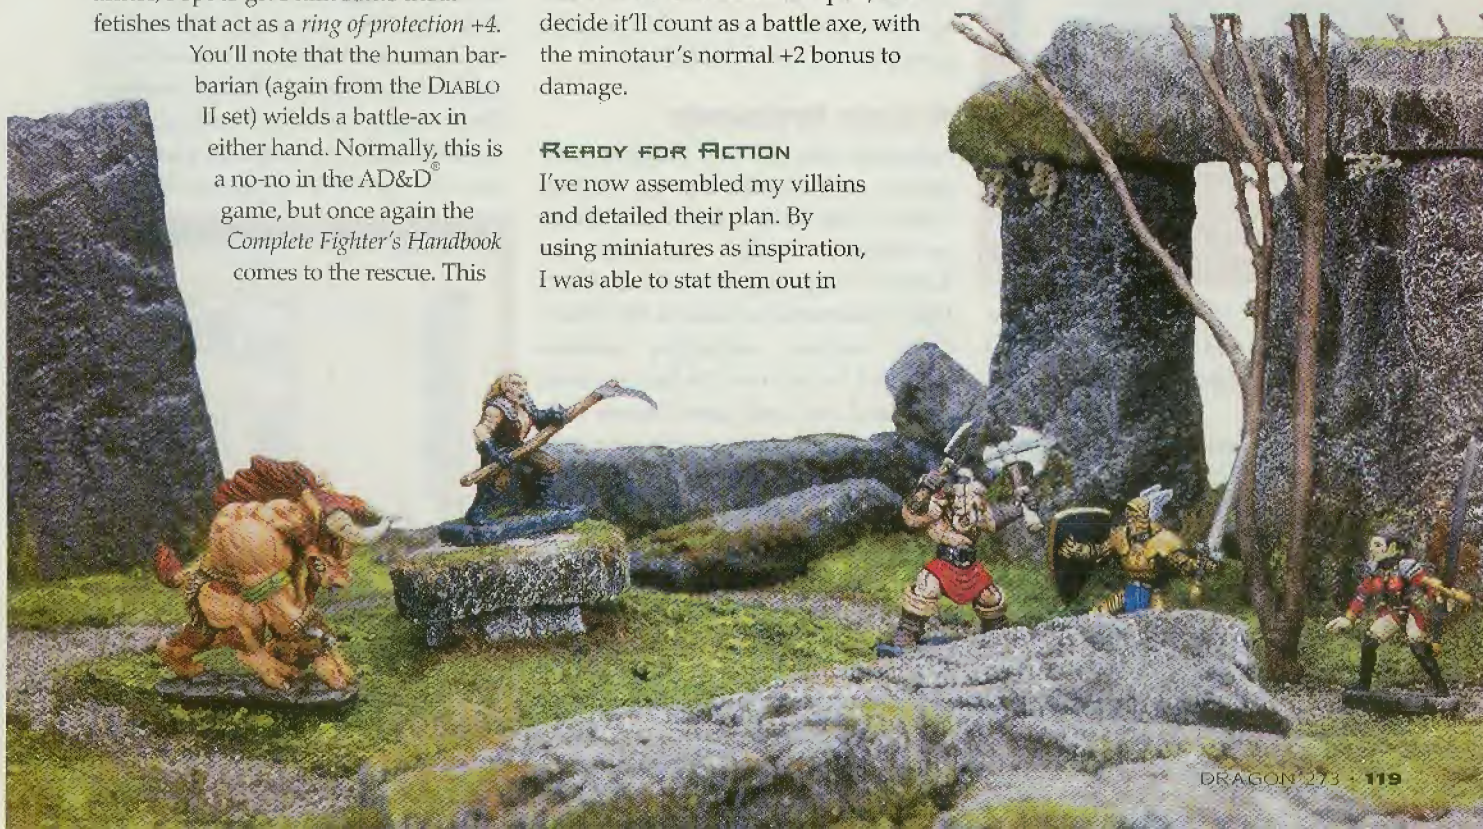 fetishes that act as a ring of protection +4.
You'll note that the human bar-
barian (again from the DIABLO
II set) wields a battle-ax in
either hand. Normally, this is
a no-no in the AD&D®
game, but once again the
Complete Fighter's Handbook
comes to the rescue. This
decide it'll count as a battle axe, with
the minotaur's normal +2 bonus to
damage.
READY FOR ACTION
I've now assembled my villains
and detailed their plan. By
using miniatures as inspiration,
I was able to stat them out in
DRAGON 273 • 119